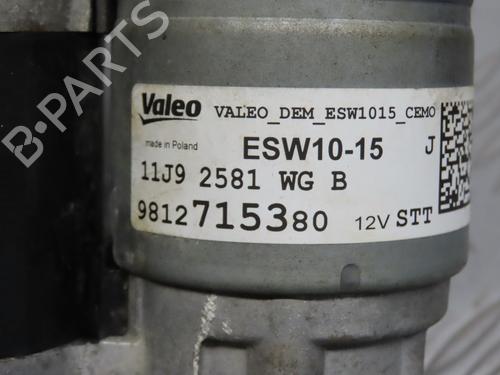 Valeo VALEO_DEM_ESW1015_CEMO
made in Poland ESW10-15 J
11J9 2581 WG B
9812715380 12V STT
B-Parts